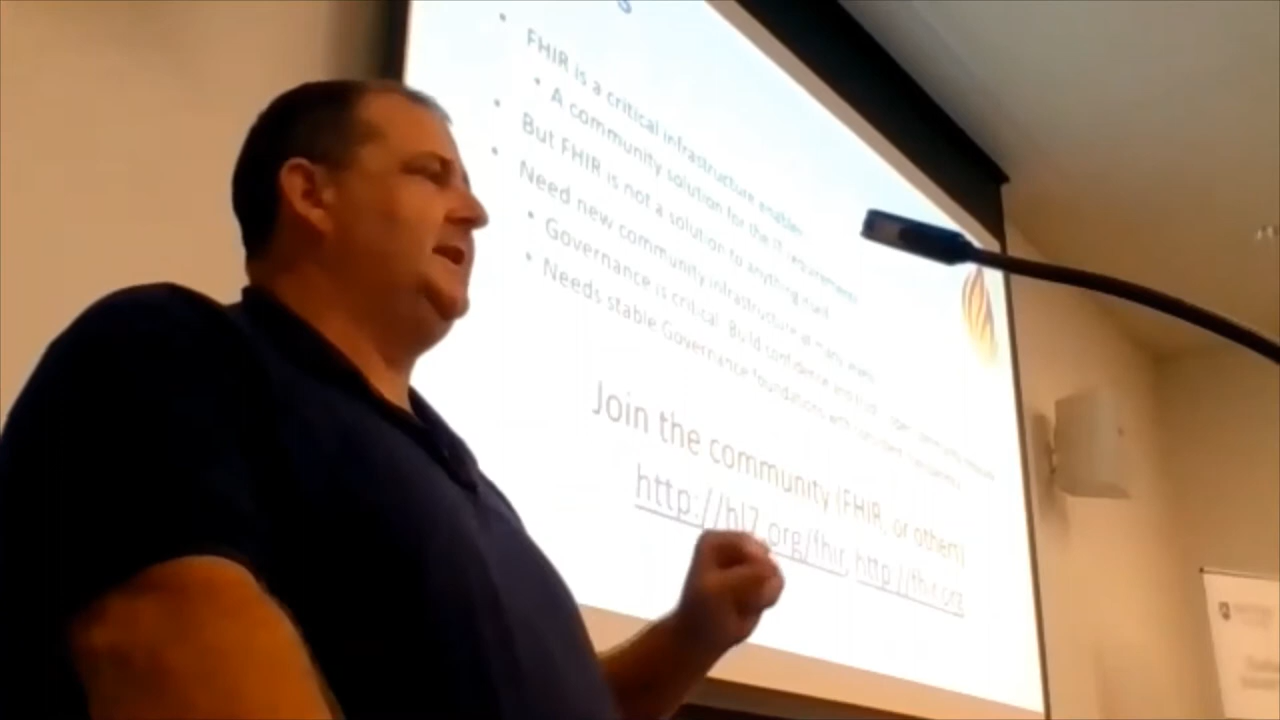 FHIR is a critical infrastructure enabler
A community solution for the IT requirements
But FHIR is not a solution to anything itself
Need new community infrastructure at many levels
Governance is critical. Build confidence and trust
Needs stable Governance foundations with
Join the community (FHIR, or others)
http://hl7.org/fhir, http://fhir.org